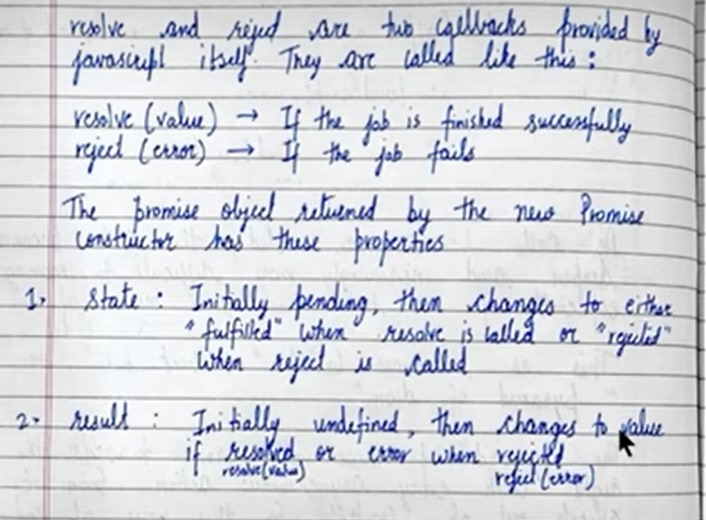 resolve and reject are two callbacks provided by
javascript itself. They are called like this :
resolve (value) → If the job is finished successfully
reject (error) → If the job fails
The promise object returned by the new Promise
constructor has these properties
1. state : Initially pending, then changes to either
"fulfilled" when resolve is called or "rejected"
when reject is called
2. result : Initially undefined, then changes to value
if resolved or error when rejected
resolve(value) reject (error)